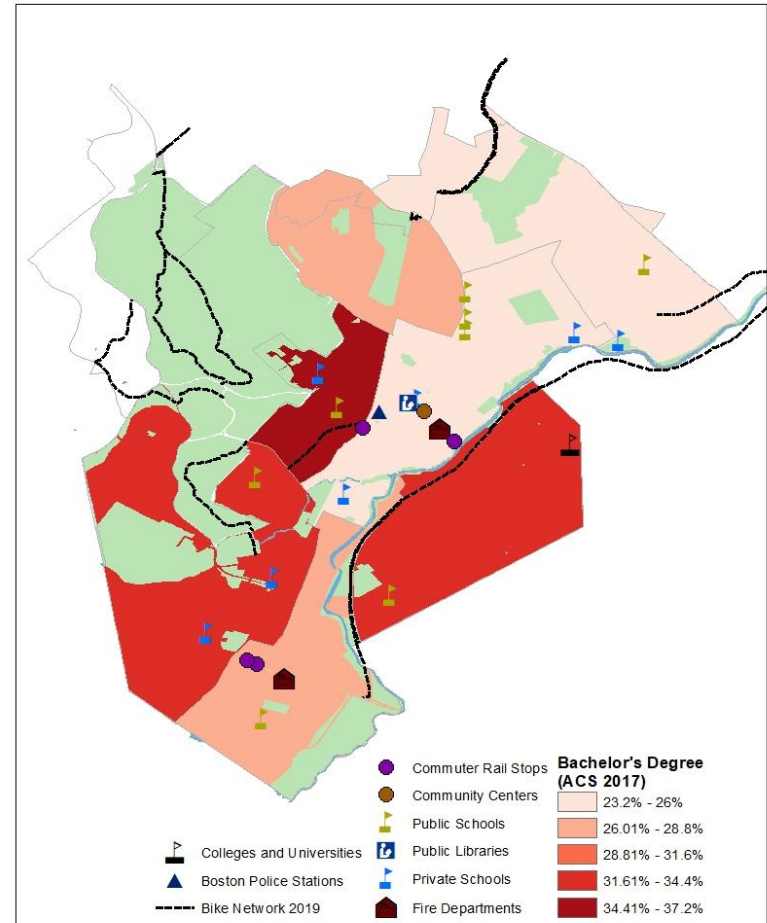 Commuter Rail Stops
Community Centers
Public Schools
Colleges and Universities
Public Libraries
Boston Police Stations
Private Schools
Bike Network 2019
Fire Departments
Bachelor's Degree
(ACS 2017)
23.2% - 26%
26.01% - 28.8%
28.81% - 31.6%
31.61% - 34.4%
34.41% - 37.2%